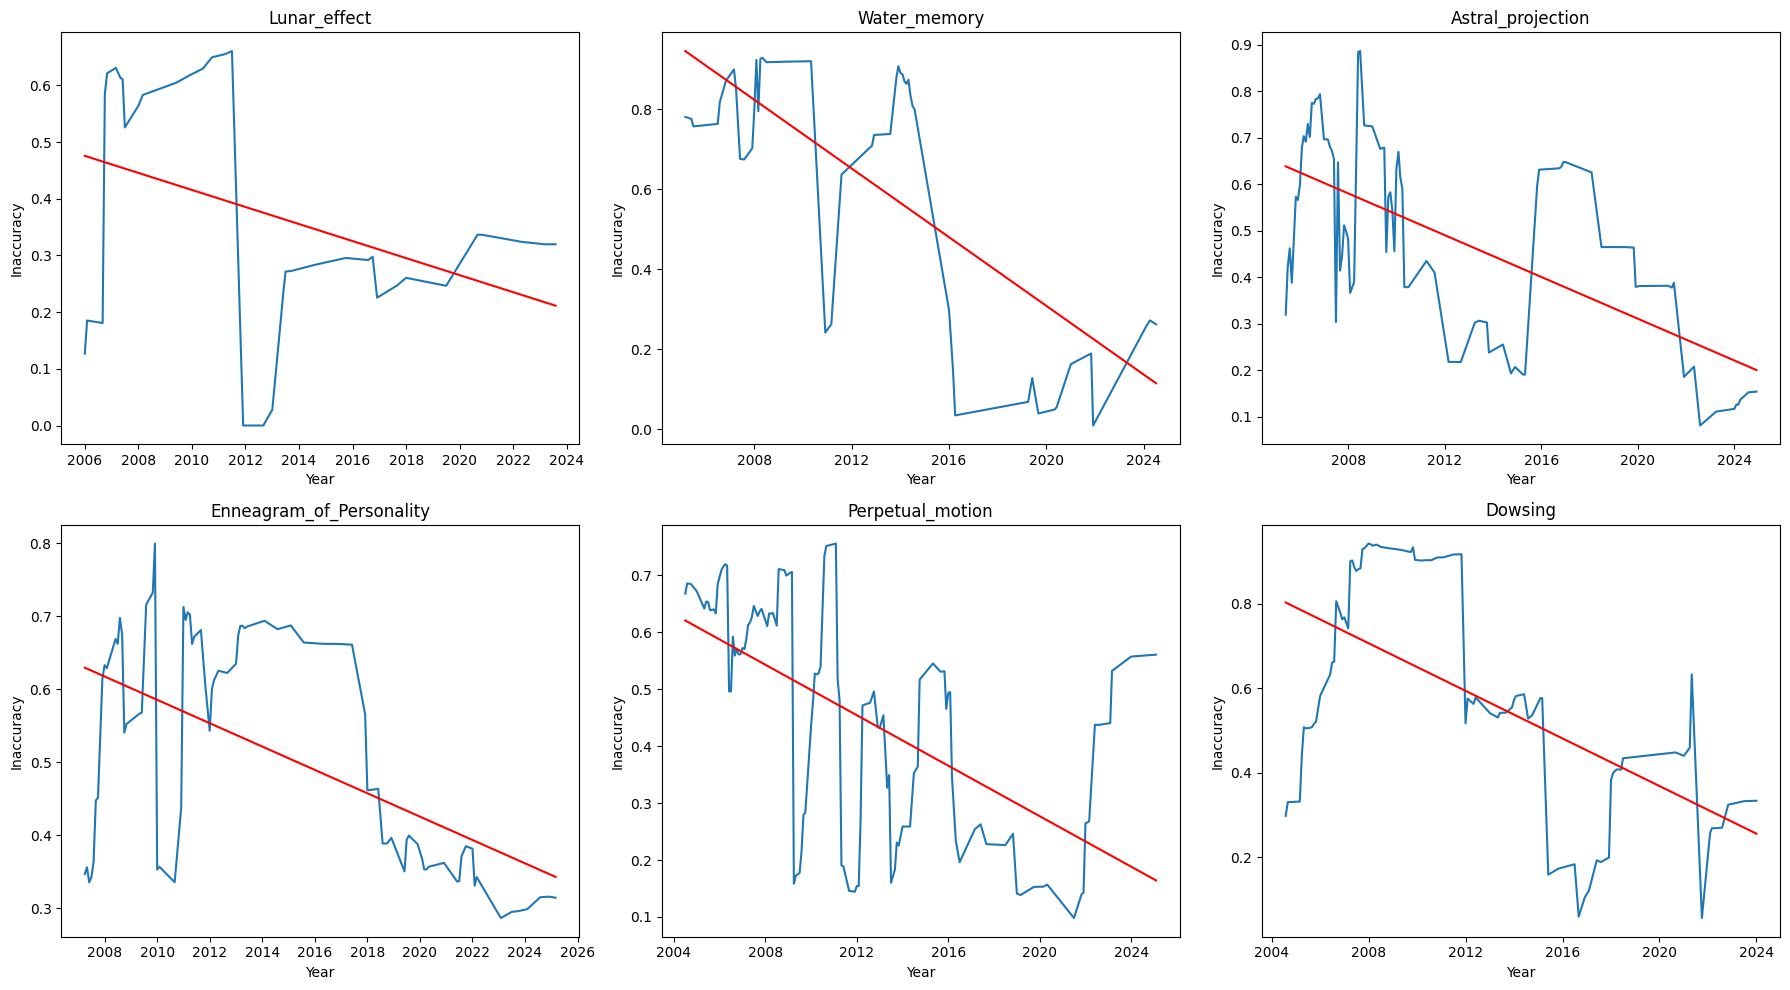 Lunar_effect
Inaccuracy
0.6
0.5
0.4
0.3
0.2
0.1
0.0
2006 2008 2010 2012 2014 2016 2018 2020 2022 2024
Year
Water_memory
Inaccuracy
0.8
0.6
0.4
0.2
0.0
2008 2012 2016 2020 2024
Year
Astral_projection
Inaccuracy
0.9
0.8
0.7
0.6
0.5
0.4
0.3
0.2
0.1
2008 2012 2016 2020 2024
Year
Enneagram_of_Personality
Inaccuracy
0.8
0.7
0.6
0.5
0.4
0.3
2008 2010 2012 2014 2016 2018 2020 2022 2024 2026
Year
Perpetual_motion
Inaccuracy
0.7
0.6
0.5
0.4
0.3
0.2
0.1
2004 2008 2012 2016 2020 2024
Year
Dowsing
Inaccuracy
0.8
0.6
0.4
0.2
2004 2008 2012 2016 2020 2024
Year